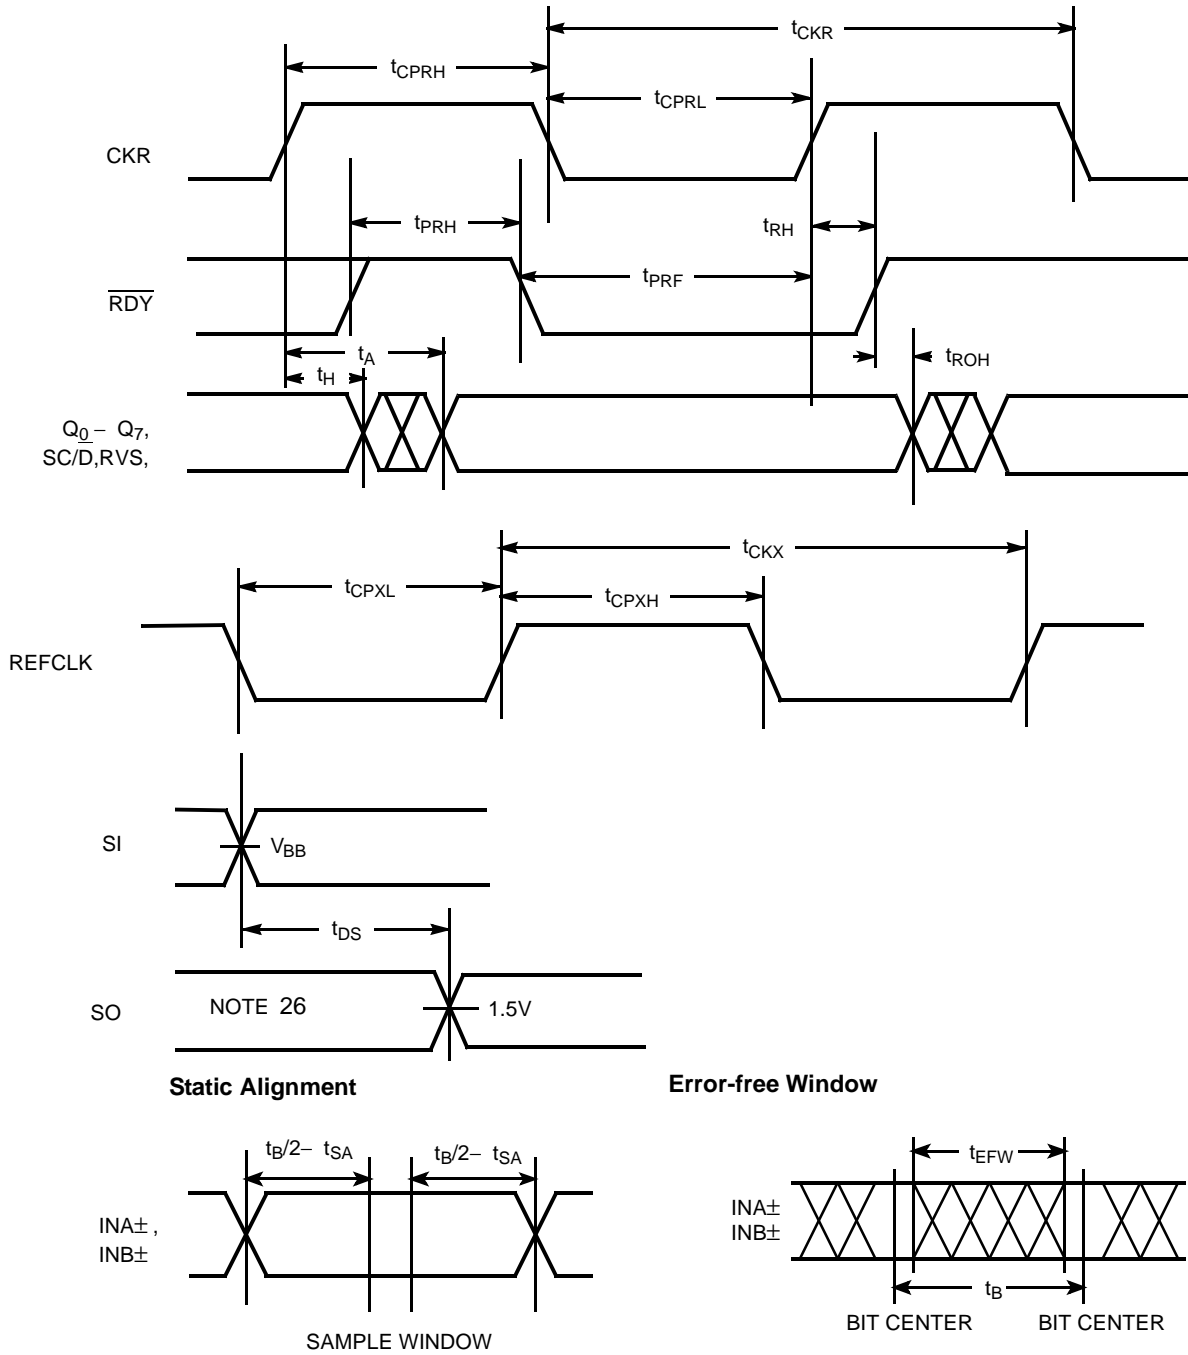 tCKR
tCPRH
tCPRL
CKR
tPRH
tRH
tPRF
RDY
tA
tROH
tH
Q0 – Q7,
SC/D,RVS,
tCKX
tCPXL
tCPXH
REFCLK
SI
VBB
tDS
SO
NOTE 26
1.5V
Static Alignment
Error-free Window
tB/2– tSA
tB/2– tSA
tEFW
INA± ,
INB±
INA±
INB±
tB
BIT CENTER
BIT CENTER
SAMPLE WINDOW